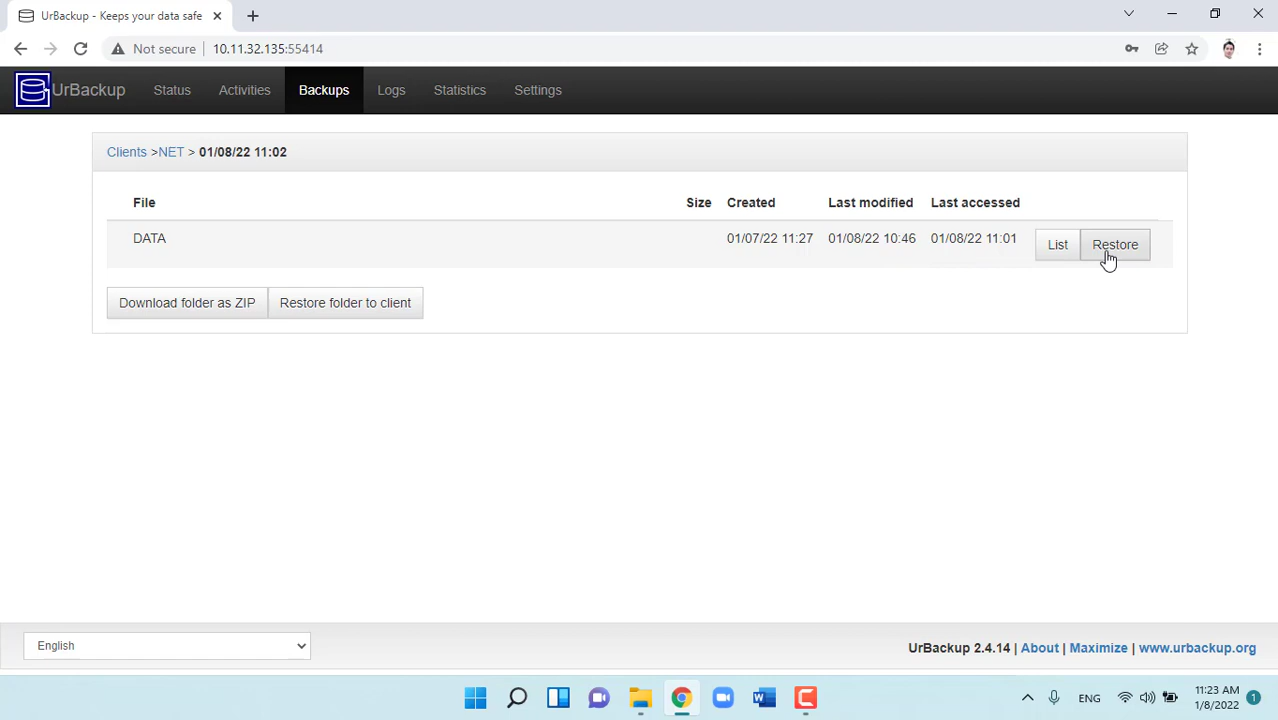 UrBackup - Keeps your data safe
Not secure 10.11.32.135:55414
UrBackup Status Activities Backups Logs Statistics Settings
Clients >NET > 01/08/22 11:02
File Size Created Last modified Last accessed
DATA 01/07/22 11:27 01/08/22 10:46 01/08/22 11:01 List Restore
Download folder as ZIP Restore folder to client
English UrBackup 2.4.14 | About | Maximize | www.urbackup.org
ENG 11:23 AM 1
1/8/2022